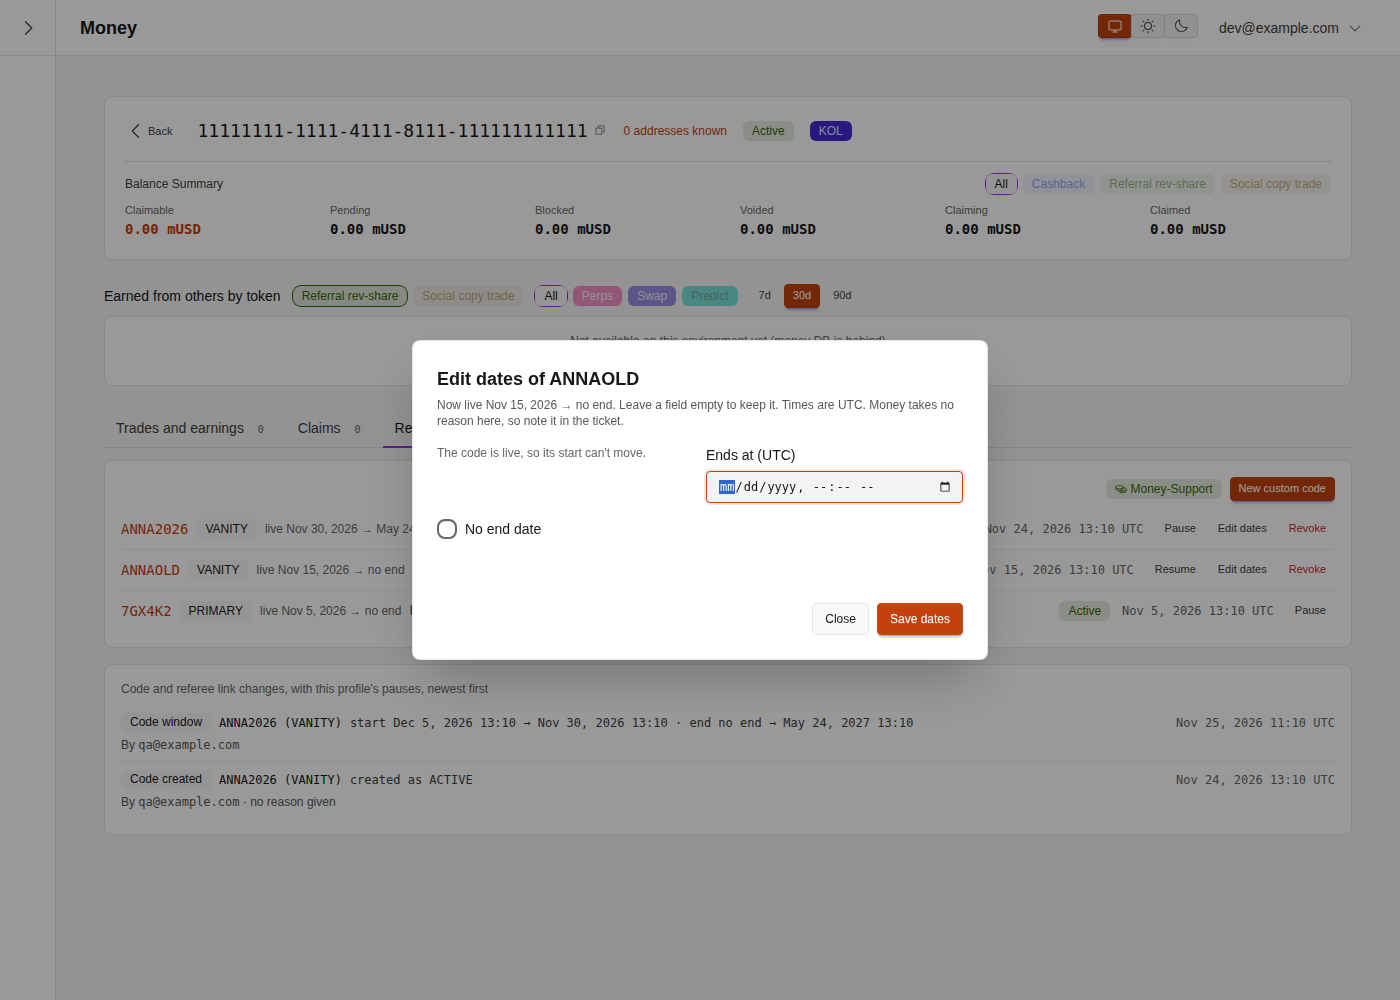 Money
dev@example.com
Back
11111111-1111-4111-8111-111111111111
0 addresses known
Active
KOL
Balance Summary
All
Cashback
Referral rev-share
Social copy trade
Claimable
Pending
Blocked
Voided
Claiming
Claimed
0.00 mUSD
0.00 mUSD
0.00 mUSD
0.00 mUSD
0.00 mUSD
0.00 mUSD
Earned from others by token
Referral rev-share
Social copy trade
All
Perps
Swap
Predict
7d
30d
90d
Edit dates of ANNAOLD
Now live Nov 15, 2026 → no end. Leave a field empty to keep it. Times are UTC. Money takes no
reason here, so note it in the ticket.
The code is live, so its start can't move.
Ends at (UTC)
mm/dd/yyyy, --:-- --
No end date
Close
Save dates
Trades and earnings 0
Claims 0
Money-Support
New custom code
ANNA2026 VANITY live Nov 30, 2026 → May 24
Nov 24, 2026 13:10 UTC
Pause
Edit dates
Revoke
ANNAOLD VANITY live Nov 15, 2026 → no end
15, 2026 13:10 UTC
Resume
Edit dates
Revoke
7GX4K2 PRIMARY live Nov 5, 2026 → no end
Active
Nov 5, 2026 13:10 UTC
Pause
Code and referee link changes, with this profile's pauses, newest first
Code window ANNA2026 (VANITY) start Dec 5, 2026 13:10 → Nov 30, 2026 13:10 · end no end → May 24, 2027 13:10
Nov 25, 2026 11:10 UTC
By qa@example.com
Code created ANNA2026 (VANITY) created as ACTIVE
Nov 24, 2026 13:10 UTC
By qa@example.com · no reason given